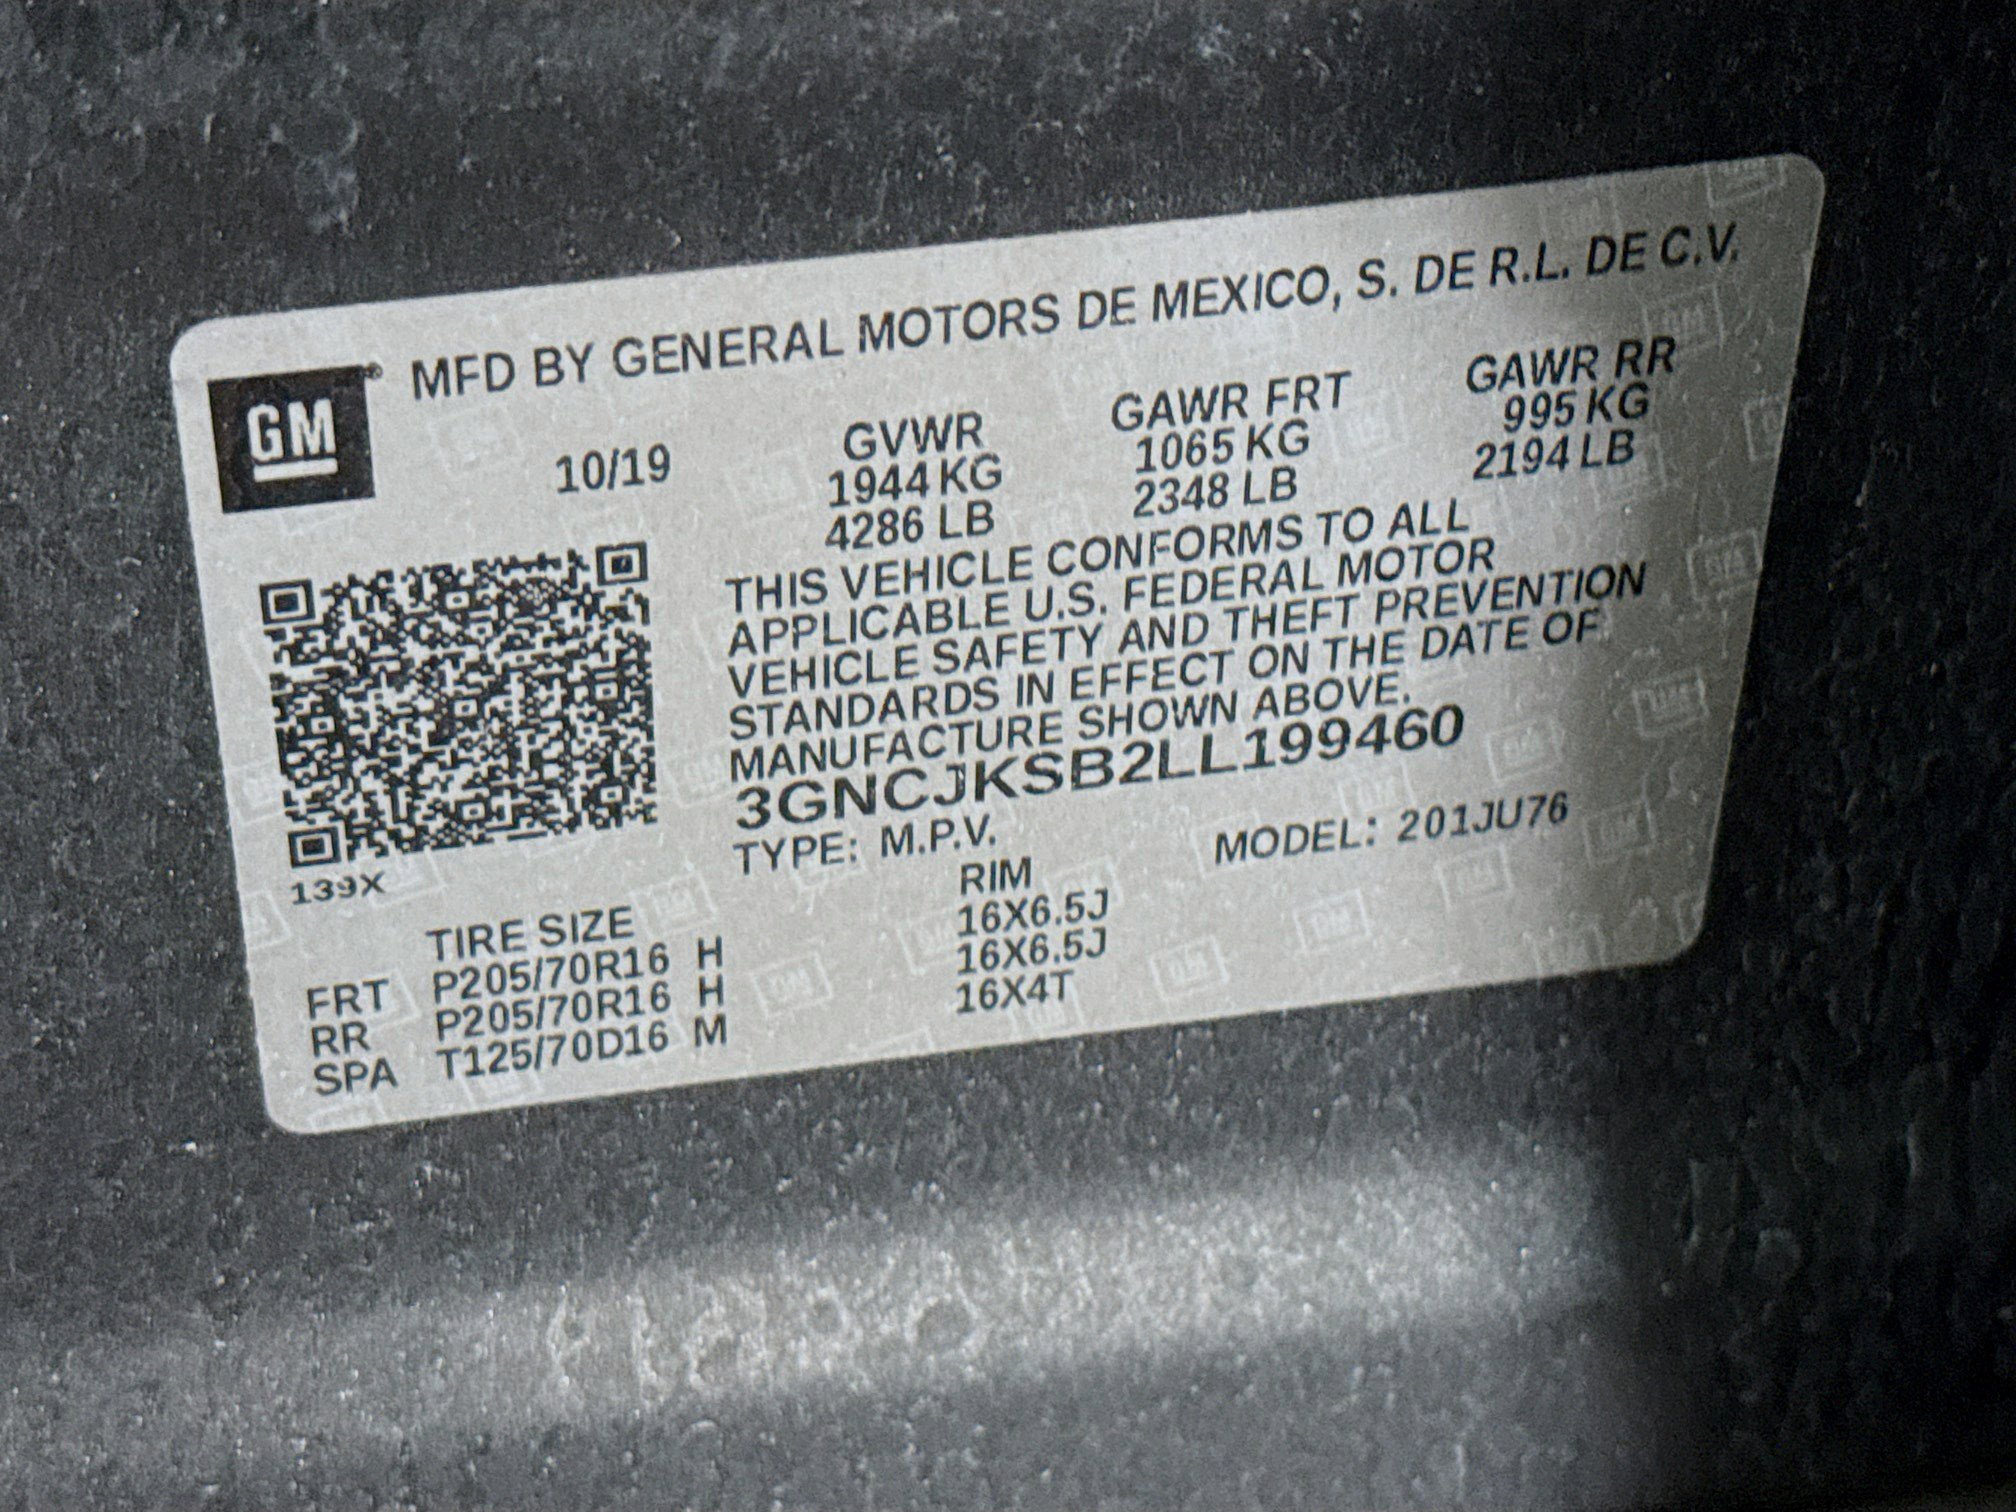 MFD BY GENERAL MOTORS DE MEXICO, S. DE R.L. DE C.V.
GM
10/19
GVWR GAWR FRT GAWR RR
1944 KG 1065 KG 995 KG
4286 LB 2348 LB 2194 LB
THIS VEHICLE CONFORMS TO ALL
APPLICABLE U.S. FEDERAL MOTOR
VEHICLE SAFETY AND THEFT PREVENTION
STANDARDS IN EFFECT ON THE DATE OF
MANUFACTURE SHOWN ABOVE.
3GNCJKSB2LL199460
TYPE: M.P.V. MODEL: 201JU76
139X
TIRE SIZE RIM
FRT P205/70R16 H 16X6.5J
RR P205/70R16 H 16X6.5J
SPA T125/70D16 M 16X4T